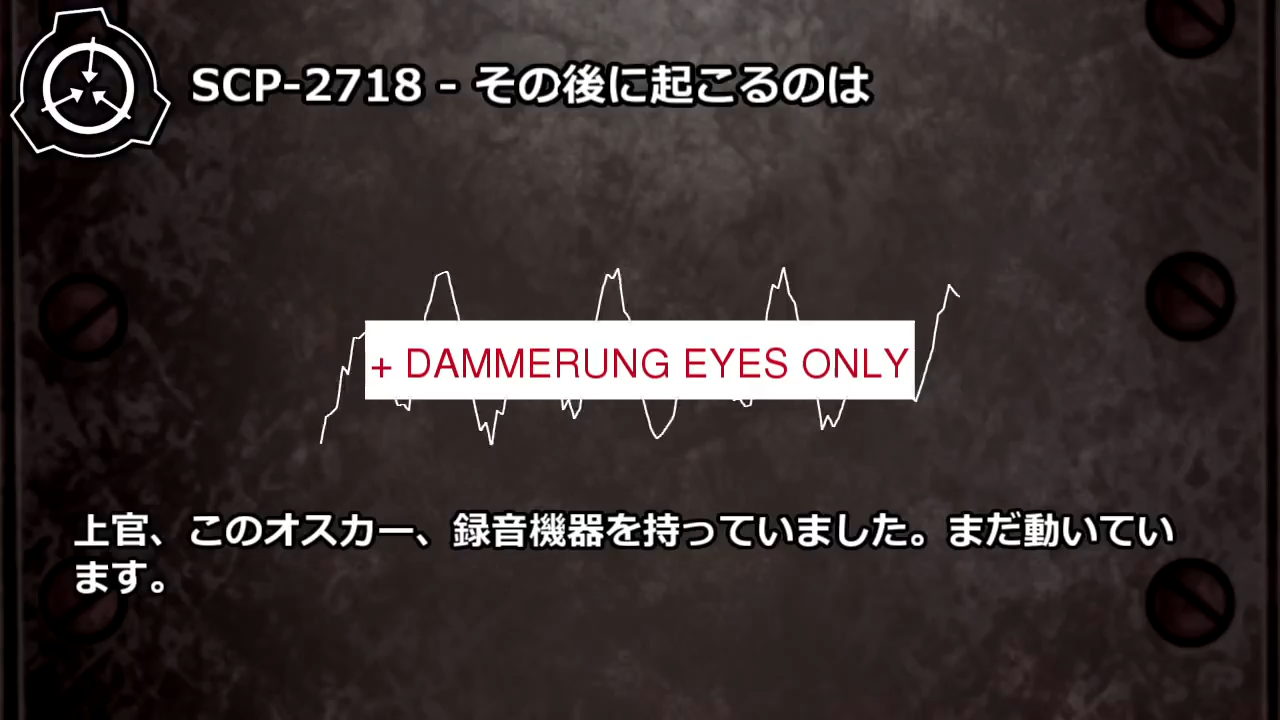 SCP-2718 - その後に起こるのは
+ DAMMERUNG EYES ONLY
上官、このオスカー、録音機器を持っていました。まだ動いてい
ます。